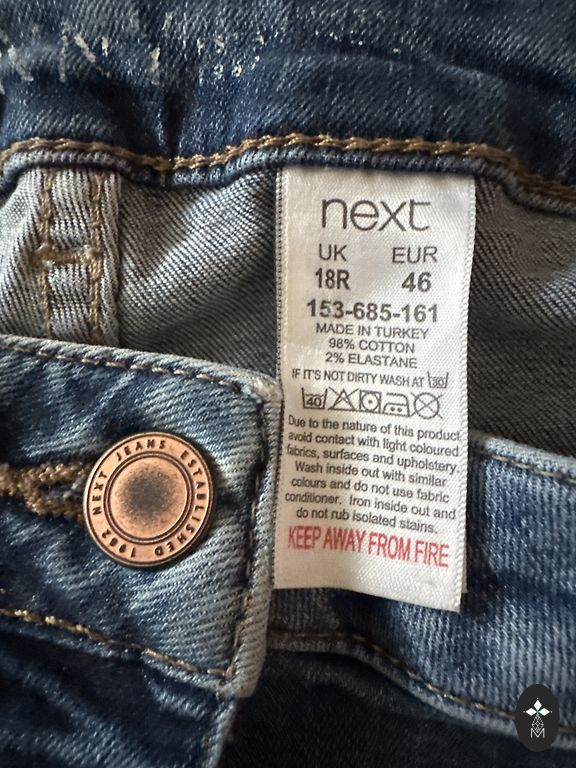 next
UK EUR
18R 46
153-685-161
MADE IN TURKEY
98% COTTON
2% ELASTANE
IF IT'S NOT DIRTY WASH AT 30
40
Due to the nature of this product
avoid contact with light coloured
fabrics, surfaces and upholstery.
Wash inside out with similar
colours and do not use fabric
conditioner. Iron inside out and
do not rub isolated stains.
KEEP AWAY FROM FIRE
NEXT JEANS ESTABLISHED 1982
M